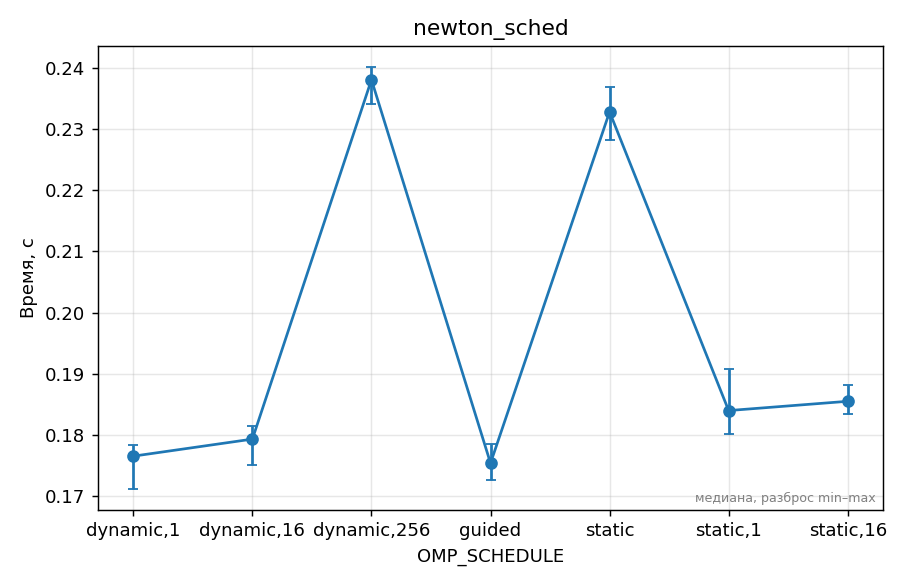 newton_sched
Время, с
0.24
0.23
0.22
0.21
0.20
0.19
0.18
0.17
медиана, разброс min–max
dynamic,1 dynamic,16 dynamic,256 guided static static,1 static,16
OMP_SCHEDULE